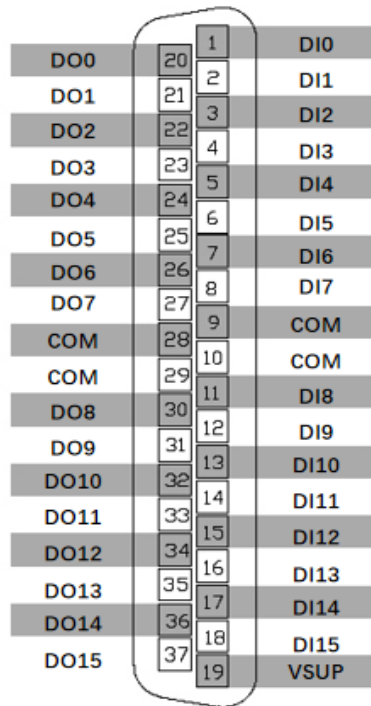 1 DI0
DO0 20
2 DI1
DO1 21
3 DI2
DO2 22
4 DI3
DO3 23
5 DI4
DO4 24
6 DI5
DO5 25
7 DI6
DO6 26
8 DI7
DO7 27
9 COM
COM 28
10 COM
COM 29
11 DI8
DO8 30
12 DI9
DO9 31
13 DI10
DO10 32
14 DI11
DO11 33
15 DI12
DO12 34
16 DI13
DO13 35
17 DI14
DO14 36
18 DI15
DO15 37
19 VSUP